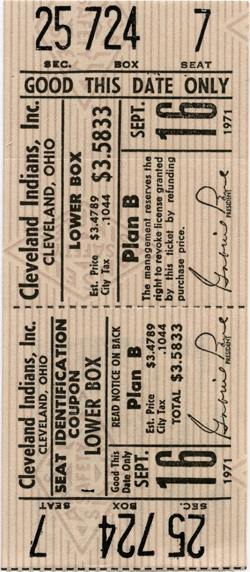 25 724 7
SEC. BOX SEAT
GOOD THIS DATE ONLY
Cleveland Indians, Inc.
CLEVELAND, OHIO
LOWER BOX
Est. Price $3.4789
City Tax .1044
$3.5833
Plan B
The management reserves the
right to revoke license granted
by this ticket by refunding
purchase price.
SEPT.
16
1971
PRESIDENT
Cleveland Indians, Inc.
CLEVELAND, OHIO
SEAT IDENTIFICATION
COUPON
LOWER BOX
READ NOTICE ON BACK
Plan B
Est. Price $3.4789
City Tax .1044
TOTAL $3.5833
Good This
Date Only
SEPT.
16
1971
PRESIDENT
SEAT BOX SEC.
7 724 25